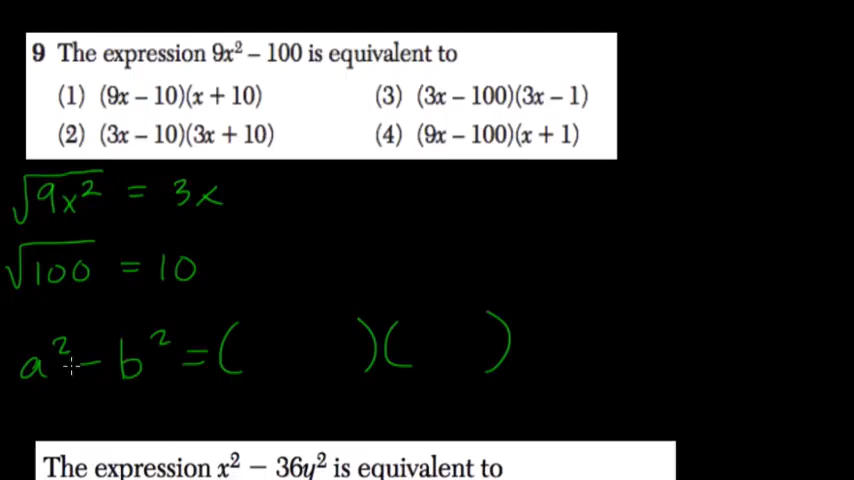 9 The expression 9x² – 100 is equivalent to
(1) (9x – 10)(x + 10) (3) (3x – 100)(3x – 1)
(2) (3x – 10)(3x + 10) (4) (9x – 100)(x + 1)
√9x² = 3x
√100 = 10
a² – b² = ( )( )
The expression x² – 36y² is equivalent to